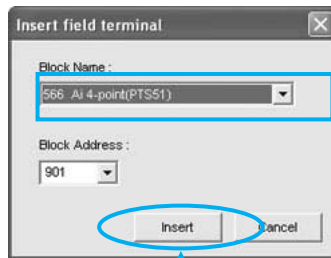 Insert field terminal
Block Name :
566 Ai 4-point(PTS51)
Block Address :
901
Insert Cancel